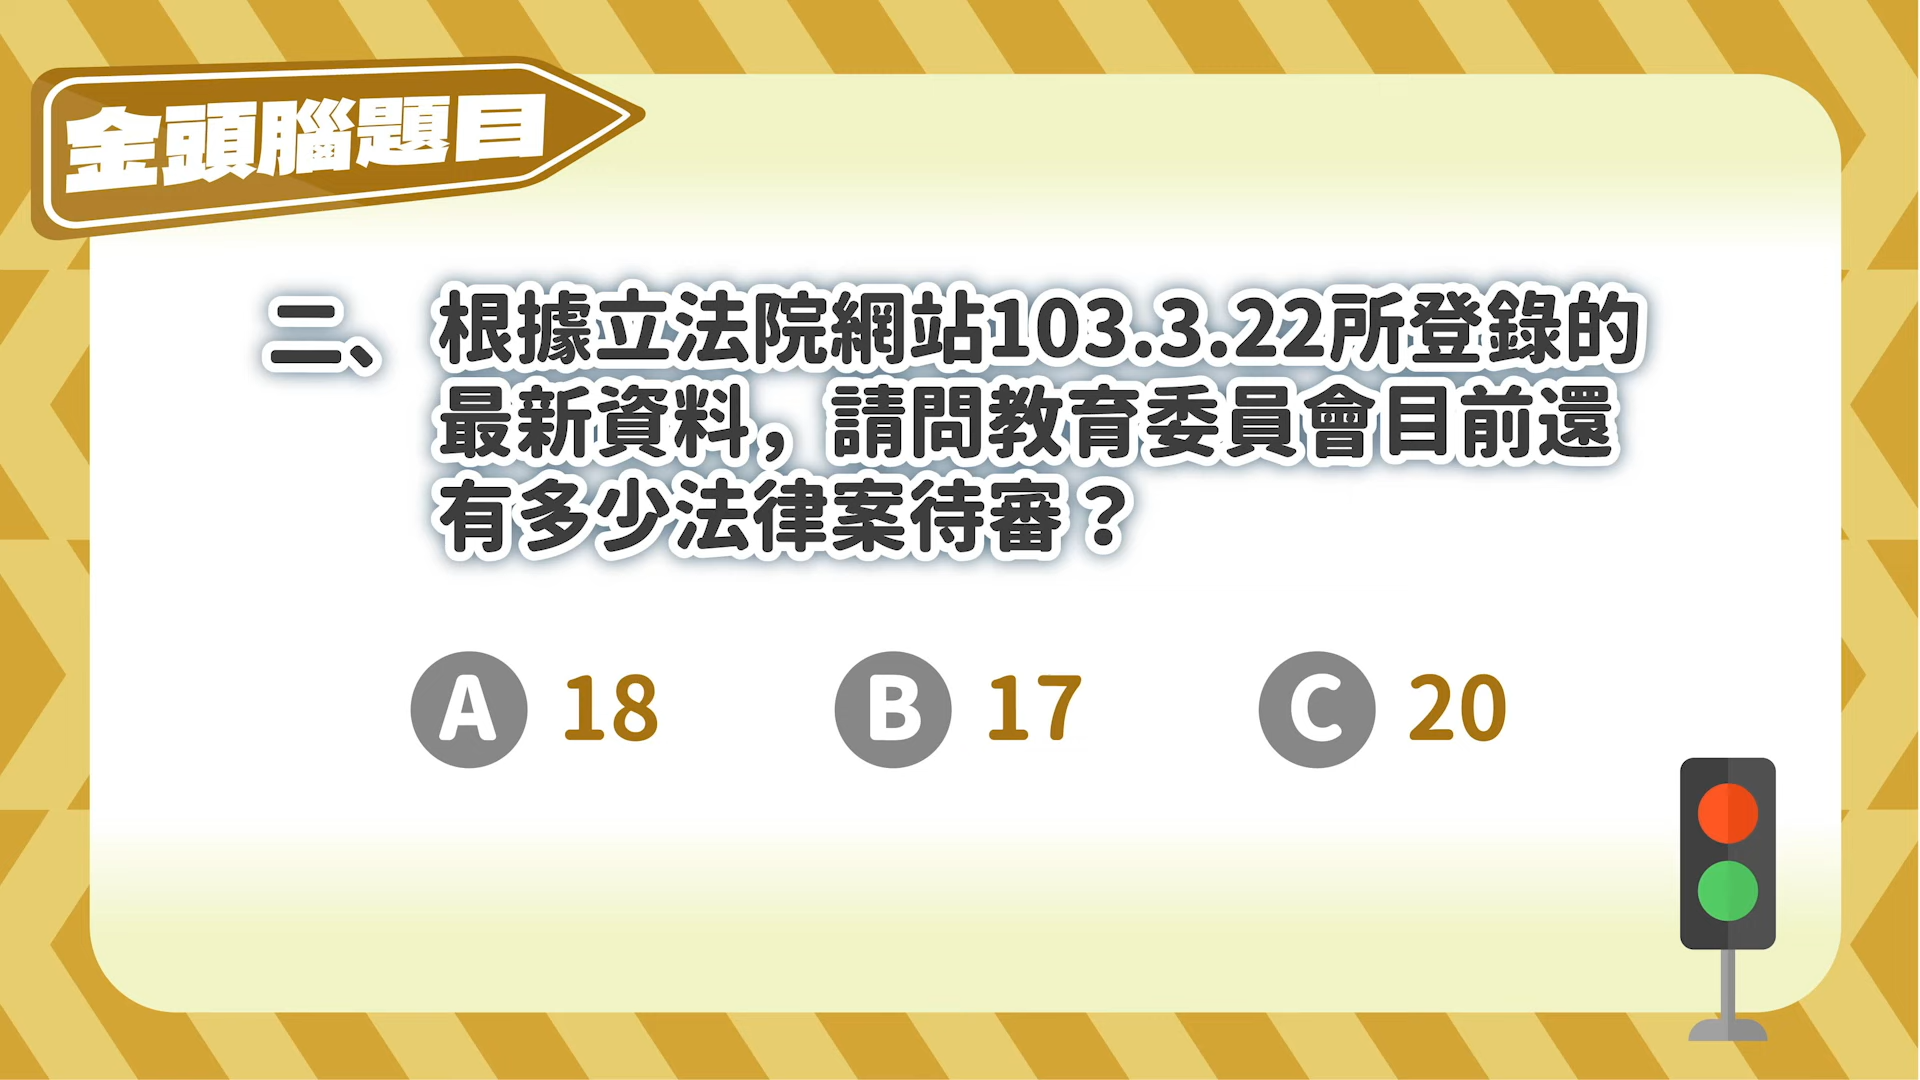 金頭腦題目
二、根據立法院網站103.3.22所登錄的
最新資料，請問教育委員會目前還
有多少法律案待審？
A 18 B 17 C 20